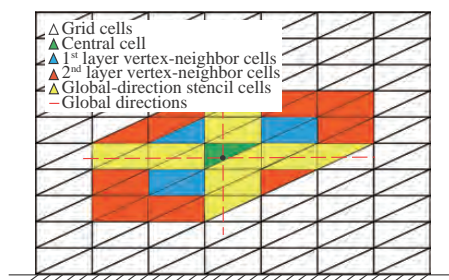 Grid cells
Central cell
1st layer vertex-neighbor cells
2nd layer vertex-neighbor cells
Global-direction stencil cells
Global directions